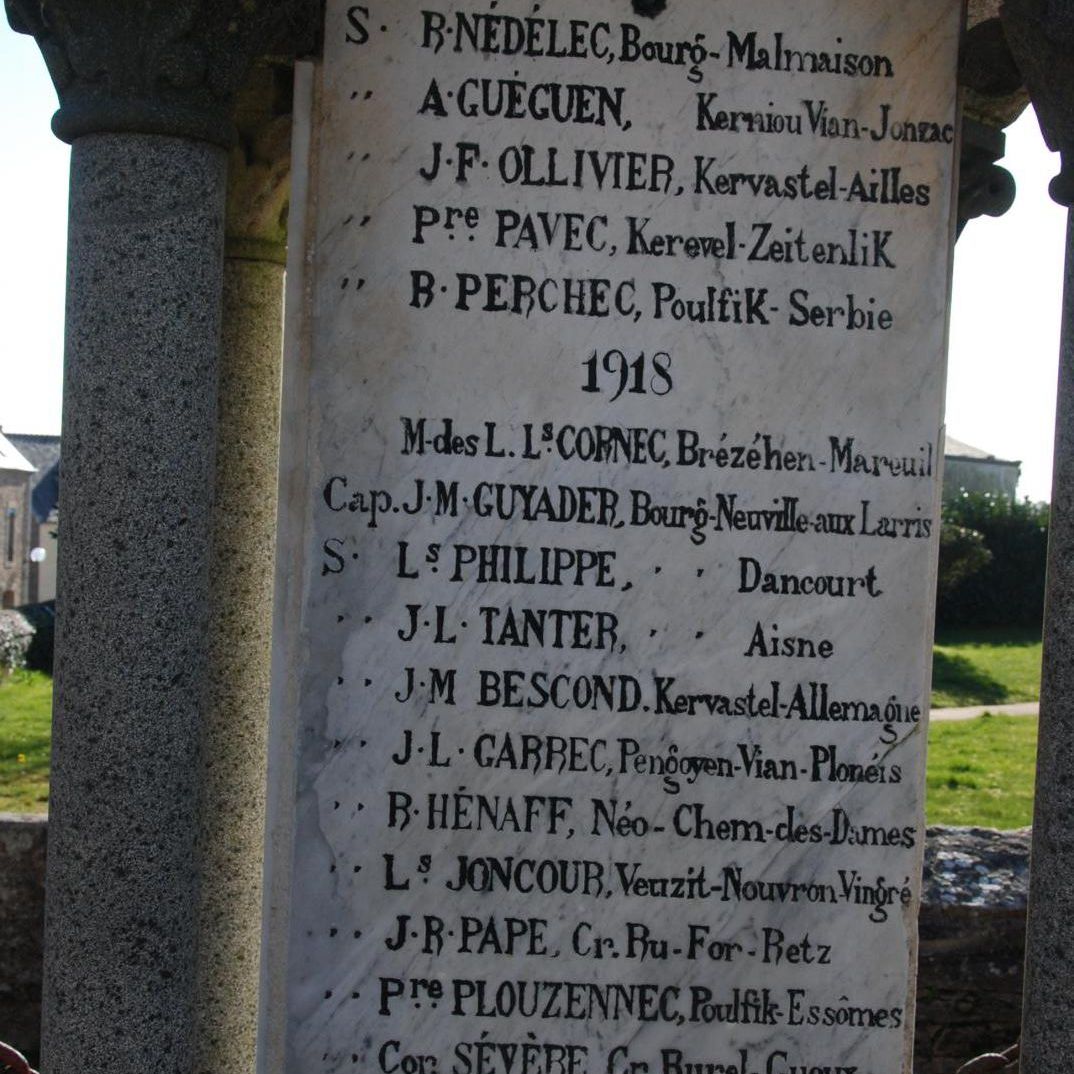 S· R·NÉDÉLEC, Bourg-Malmaison
" A·GUÉGUEN, Kerniou Vian-Jonzac
" J·F·OLLIVIER, Kervastel-Ailles
" Pre PAVEC, Kerevel-Zeitenlik
" R·PERCHEC, Poulfik-Serbie
1918
M-des L. Ls CORNEC, Brézéhen-Mareuil
Cap. J·M·GUYADER, Bourg-Neuville-aux Larris
S· Ls PHILIPPE, " Dancourt
" J·L·TANTER, " Aisne
" J·M BESCOND. Kervastel-Allemagne
" J·L·GARREC, Pengoyen-Vian-Plonéis
" R·HÉNAFF, Néo-Chem-des-Dames
" Ls JONCOUR, Veuzit-Nouvron Vingré
" J·R·PAPE, Cr. Ru-For-Retz
" Pre PLOUZENNEC, Poulfik-Essômes
" Cor. SÉVÈRE Cr